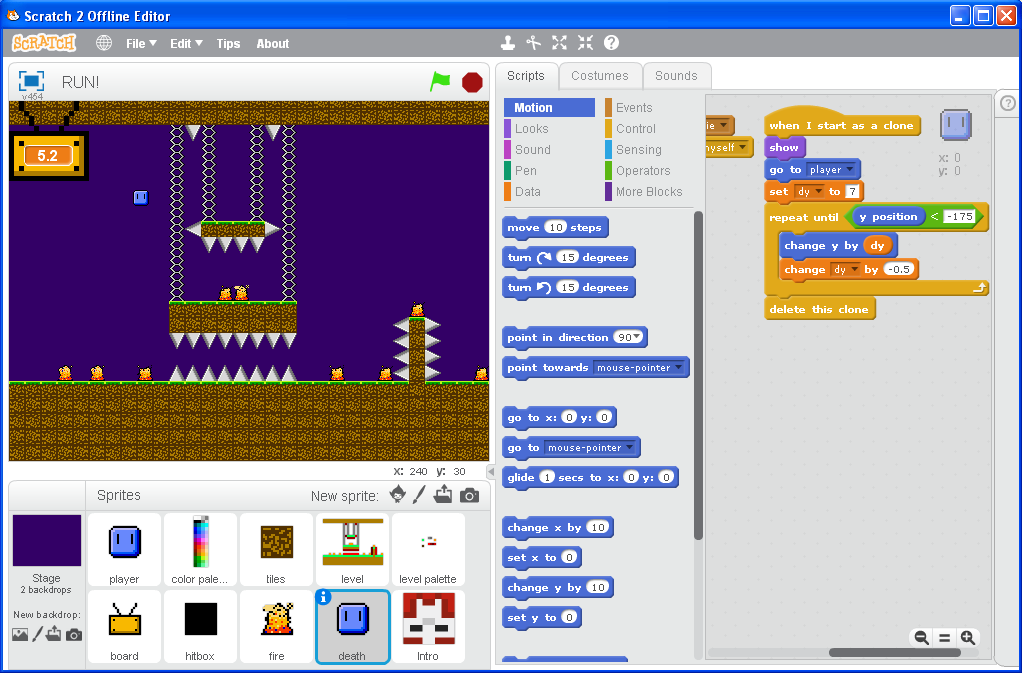 Scratch 2 Offline Editor
SCRATCH File Edit Tips About
v454 RUN!
5.2
X: 240 y: 30
Sprites New sprite:
Stage
2 backdrops
New backdrop:
player color pale... tiles level level palette
board hitbox fire death Intro
Scripts Costumes Sounds
Motion Events
Looks Control
Sound Sensing
Pen Operators
Data More Blocks
move 10 steps
turn 15 degrees
turn 15 degrees
point in direction 90
point towards mouse-pointer
go to x: 0 y: 0
go to mouse-pointer
glide 1 secs to x: 0 y: 0
change x by 10
set x to 0
change y by 10
set y to 0
ie
myself
when I start as a clone
show
go to player
set dy to 7
repeat until y position < -175
change y by dy
change dy by -0.5
delete this clone
x: 0
y: 0